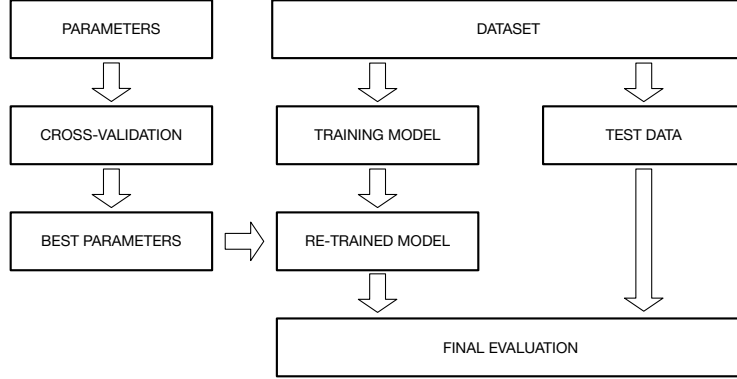 PARAMETERS
DATASET
CROSS-VALIDATION
TRAINING MODEL
TEST DATA
BEST PARAMETERS
RE-TRAINED MODEL
FINAL EVALUATION